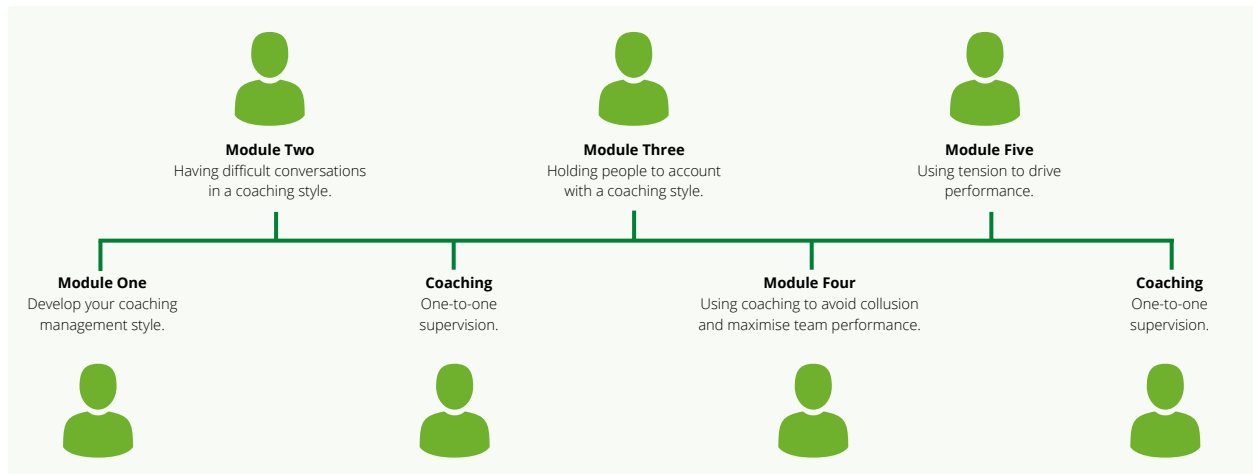 Module Two
Having difficult conversations
in a coaching style.
Module Three
Holding people to account
with a coaching style.
Module Five
Using tension to drive
performance.
Module One
Develop your coaching
management style.
Coaching
One-to-one
supervision.
Module Four
Using coaching to avoid collusion
and maximise team performance.
Coaching
One-to-one
supervision.